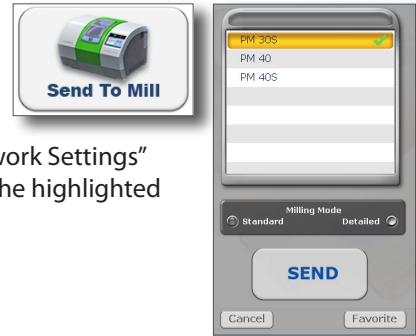 Send To Mill
work Settings”
he highlighted
PM 30S
PM 40
PM 40S
Milling Mode
Standard Detailed
SEND
Cancel Favorite